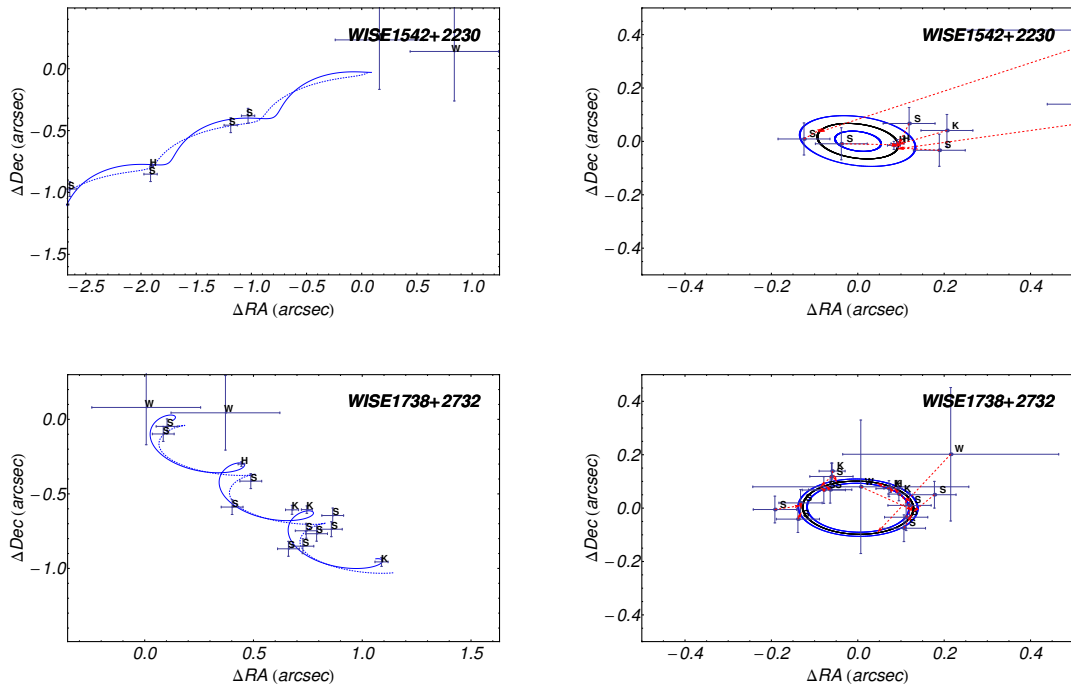 WISE1542+2230
W
S
S
H
S
S
0.0
−0.5
−1.0
−1.5
ΔDec (arcsec)
−2.5 −2.0 −1.5 −1.0 −0.5 0.0 0.5 1.0
ΔRA (arcsec)
WISE1542+2230
S
K
H
S
S
0.4
0.2
0.0
−0.2
−0.4
ΔDec (arcsec)
−0.4 −0.2 0.0 0.2 0.4
ΔRA (arcsec)
WISE1738+2732
W
W
S
S
H
S
S
K K
S
S
S
S
S
S
K
0.0
−0.5
−1.0
ΔDec (arcsec)
0.0 0.5 1.0 1.5
ΔRA (arcsec)
WISE1738+2732
W
K
S
W
K
S
S
S
S
S
0.4
0.2
0.0
−0.2
−0.4
ΔDec (arcsec)
−0.4 −0.2 0.0 0.2 0.4
ΔRA (arcsec)